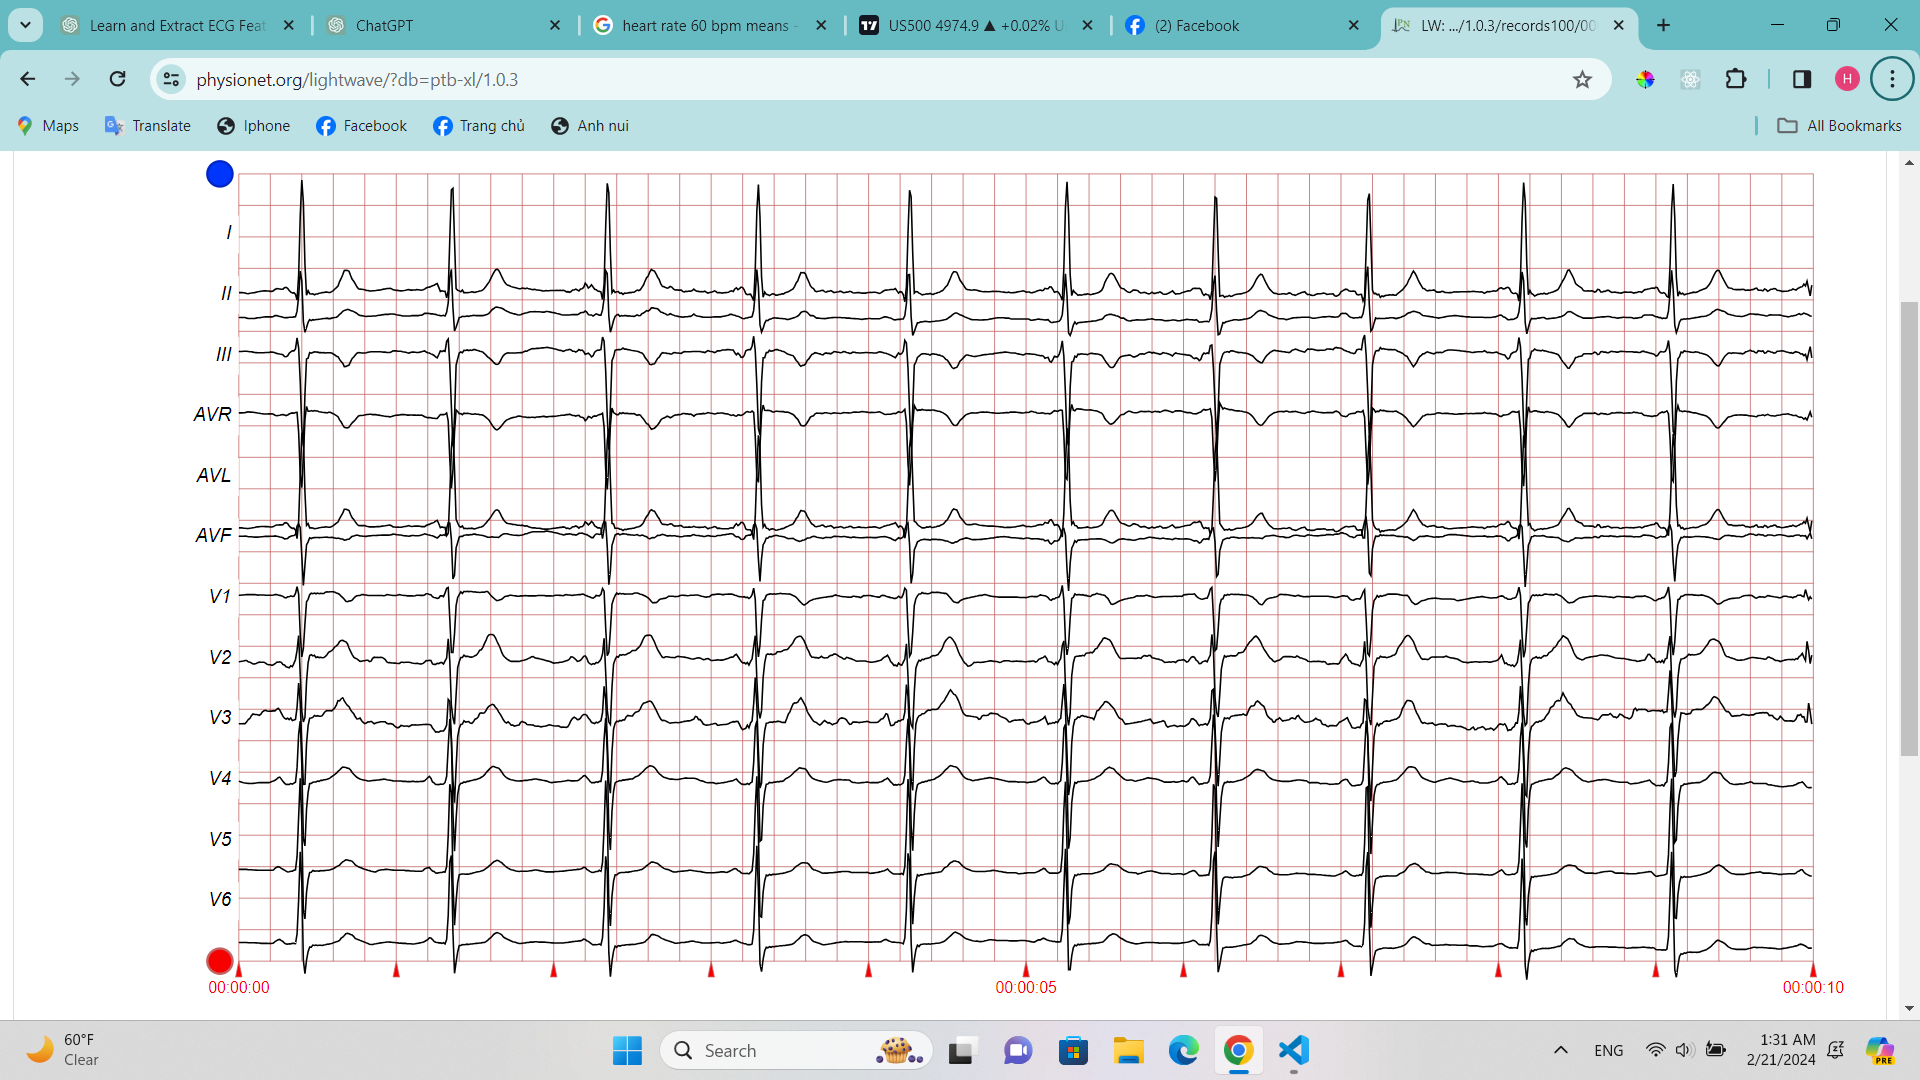 Learn and Extract ECG Feat
ChatGPT
heart rate 60 bpm means -
US500 4974.9 ▲ +0.02% U
(2) Facebook
LW: .../1.0.3/records100/00
physionet.org/lightwave/?db=ptb-xl/1.0.3
H
Maps
Translate
Iphone
Facebook
Trang chủ
Anh nui
All Bookmarks
I
II
III
AVR
AVL
AVF
V1
V2
V3
V4
V5
V6
00:00:00
00:00:05
00:00:10
60°F
Clear
Search
ENG
1:31 AM
2/21/2024
PRE